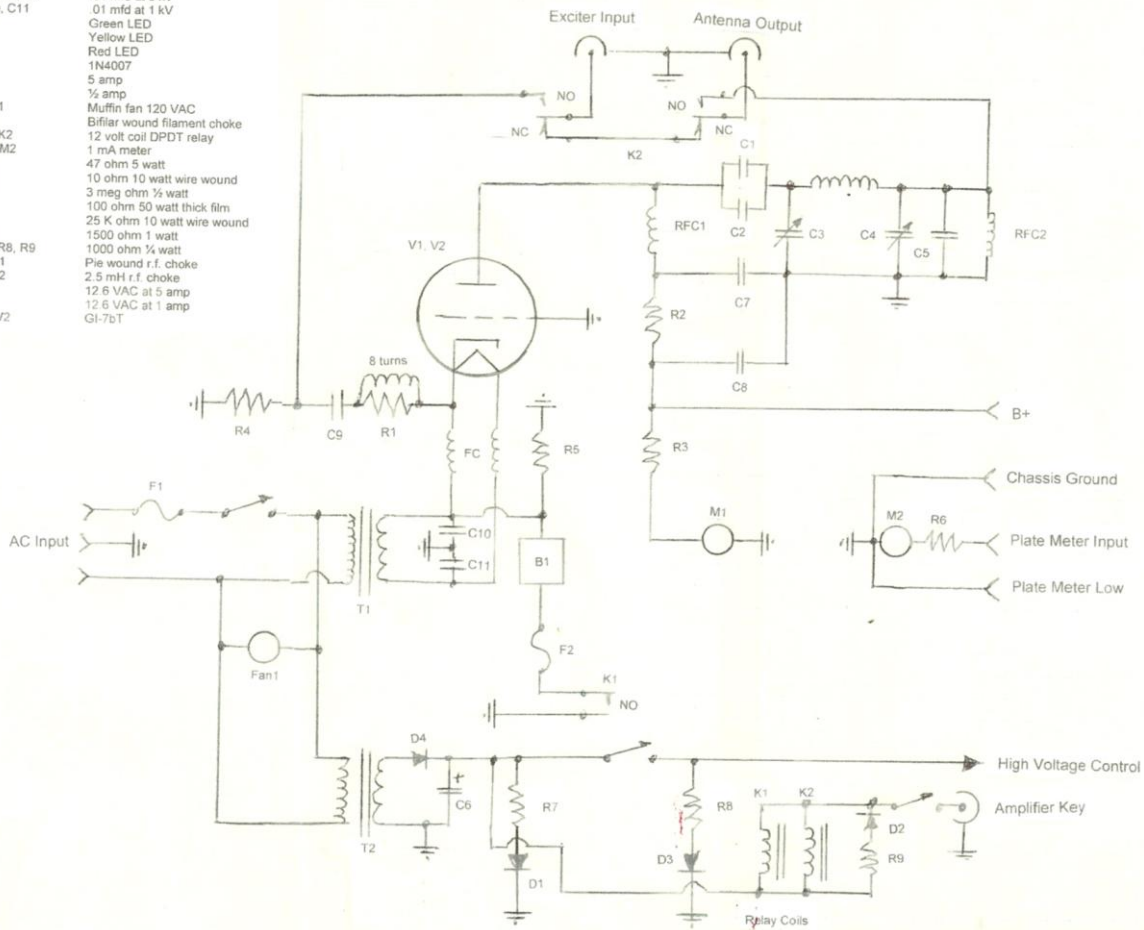 , C11 .01 mfd at 1 kV
Green LED
Yellow LED
Red LED
1N4007
5 amp
½ amp
1 Muffin fan 120 VAC
Bifilar wound filament choke
K2 12 volt coil DPDT relay
M2 1 mA meter
47 ohm 5 watt
10 ohm 10 watt wire wound
3 meg ohm ½ watt
100 ohm 50 watt thick film
25 K ohm 10 watt wire wound
1500 ohm 1 watt
R8, R9 1000 ohm ¼ watt
1 Pie wound r.f. choke
2 2.5 mH r.f. choke
12.6 VAC at 5 amp
12.6 VAC at 1 amp
V2 GI-7bT
Exciter Input
Antenna Output
NO
NC
NO
NC
K2
C1
C2
C3
C4
C5
RFC1
RFC2
V1, V2
C7
R2
C8
8 turns
R4
C9
R1
FC
R5
R3
B+
F1
AC Input
T1
C10
C11
B1
M1
Chassis Ground
M2
R6
Plate Meter Input
Plate Meter Low
Fan1
F2
K1
NO
D4
C6
T2
R7
D1
R8
D3
High Voltage Control
K1
K2
D2
R9
Amplifier Key
Relay Coils